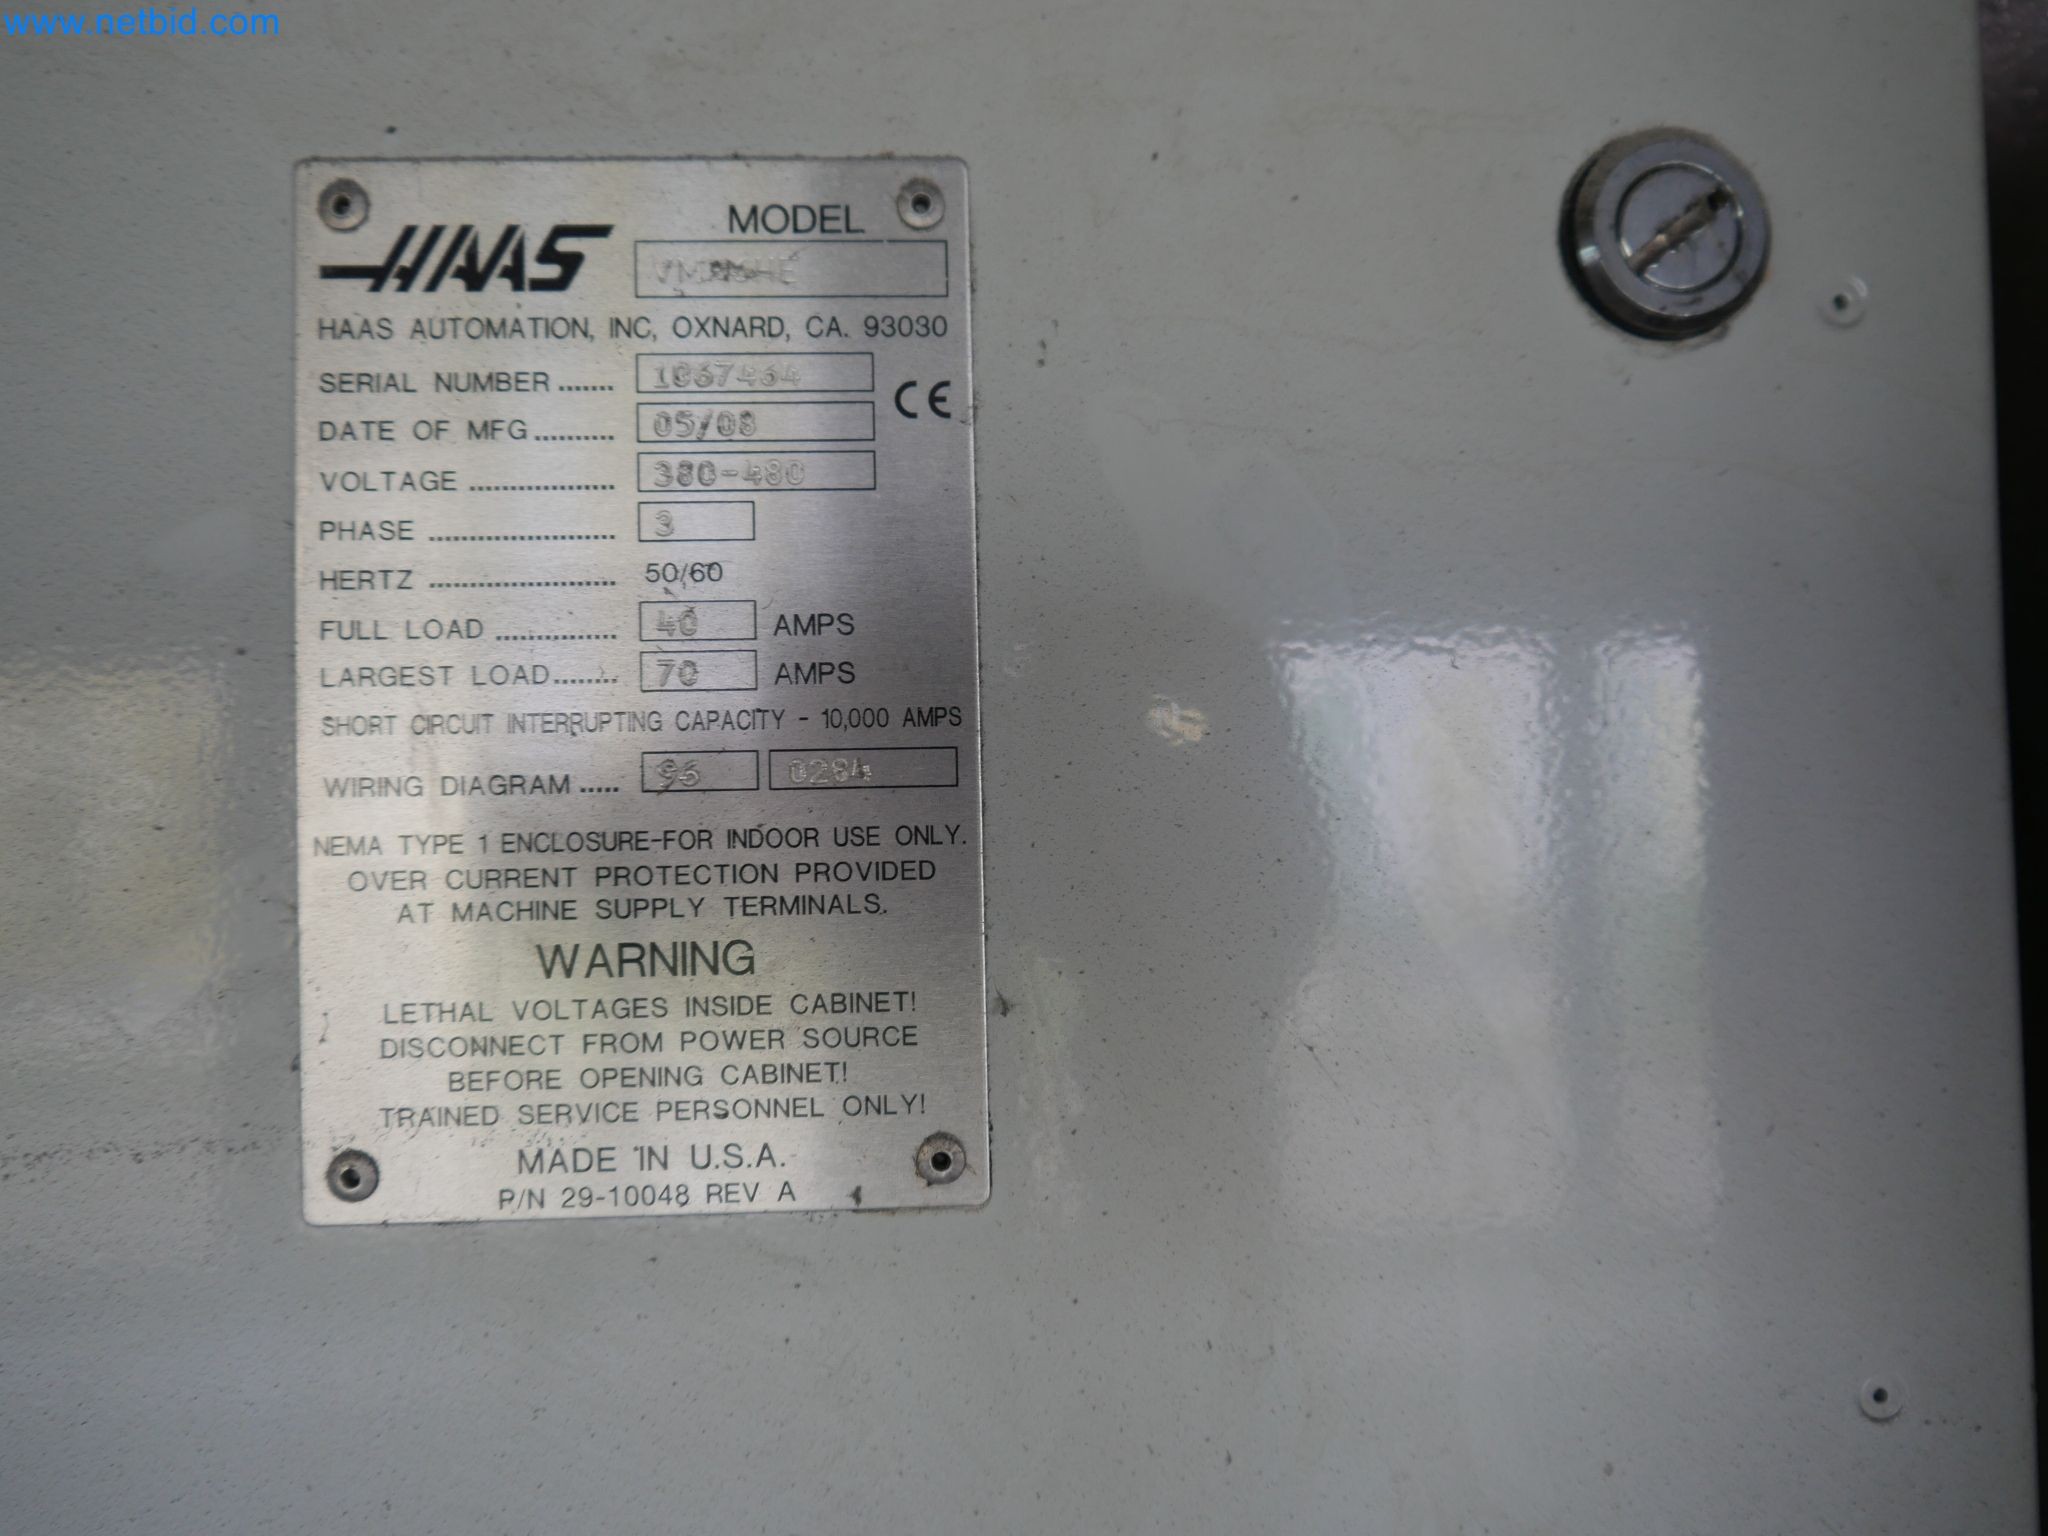 www.netbid.com
HAAS
MODEL
HAAS AUTOMATION, INC, OXNARD, CA. 93030
SERIAL NUMBER ....... 1067464
CE
DATE OF MFG.......... 05/08
VOLTAGE .................. 380-480
PHASE ....................... 3
HERTZ ....................... 50/60
FULL LOAD ............... 40 AMPS
LARGEST LOAD........ 70 AMPS
SHORT CIRCUIT INTERRUPTING CAPACITY - 10,000 AMPS
WIRING DIAGRAM ..... 96 0284
NEMA TYPE 1 ENCLOSURE-FOR INDOOR USE ONLY.
OVER CURRENT PROTECTION PROVIDED
AT MACHINE SUPPLY TERMINALS.
WARNING
LETHAL VOLTAGES INSIDE CABINET!
DISCONNECT FROM POWER SOURCE
BEFORE OPENING CABINET!
TRAINED SERVICE PERSONNEL ONLY!
MADE IN U.S.A.
P/N 29-10048 REV A